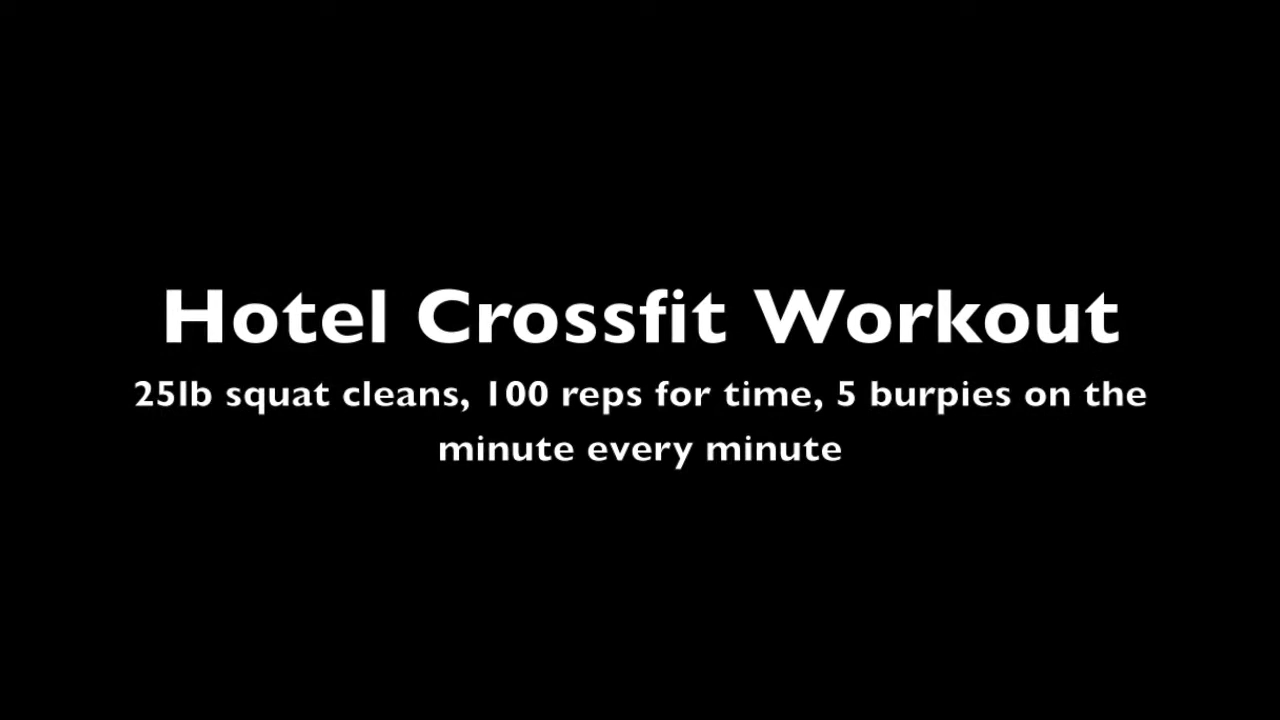 Hotel Crossfit Workout
25lb squat cleans, 100 reps for time, 5 burpies on the
minute every minute